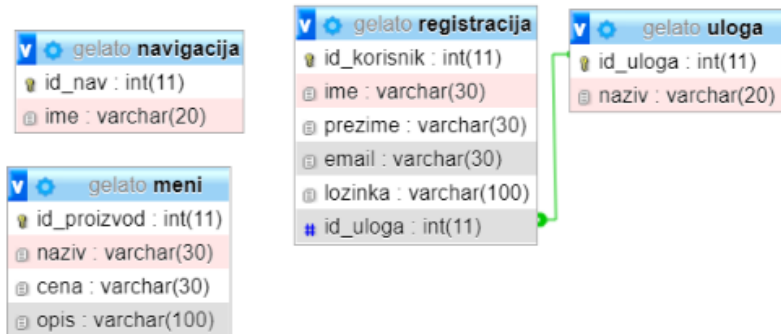 gelato navigacija
id_nav : int(11)
ime : varchar(20)
gelato meni
id_proizvod : int(11)
naziv : varchar(30)
cena : varchar(30)
opis : varchar(100)
gelato registracija
id_korisnik : int(11)
ime : varchar(30)
prezime : varchar(30)
email : varchar(30)
lozinka : varchar(100)
# id_uloga : int(11)
gelato uloga
id_uloga : int(11)
naziv : varchar(20)